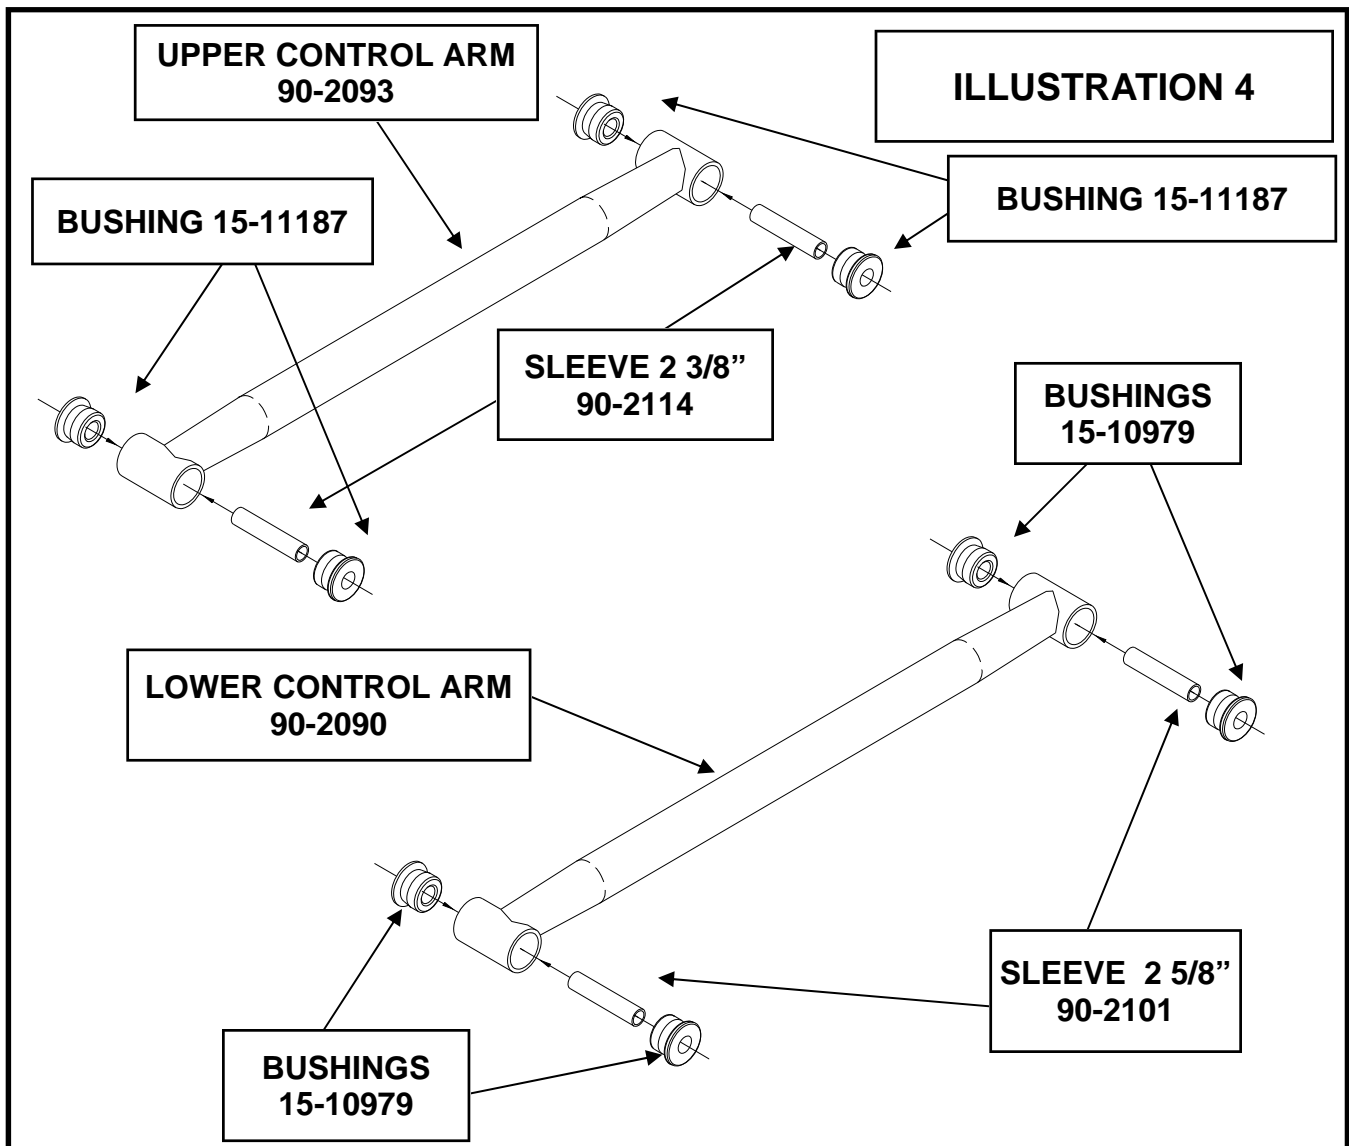 UPPER CONTROL ARM
90-2093
ILLUSTRATION 4
BUSHING 15-11187
BUSHING 15-11187
SLEEVE 2 3/8”
90-2114
BUSHINGS
15-10979
LOWER CONTROL ARM
90-2090
SLEEVE  2 5/8”
90-2101
BUSHINGS
15-10979